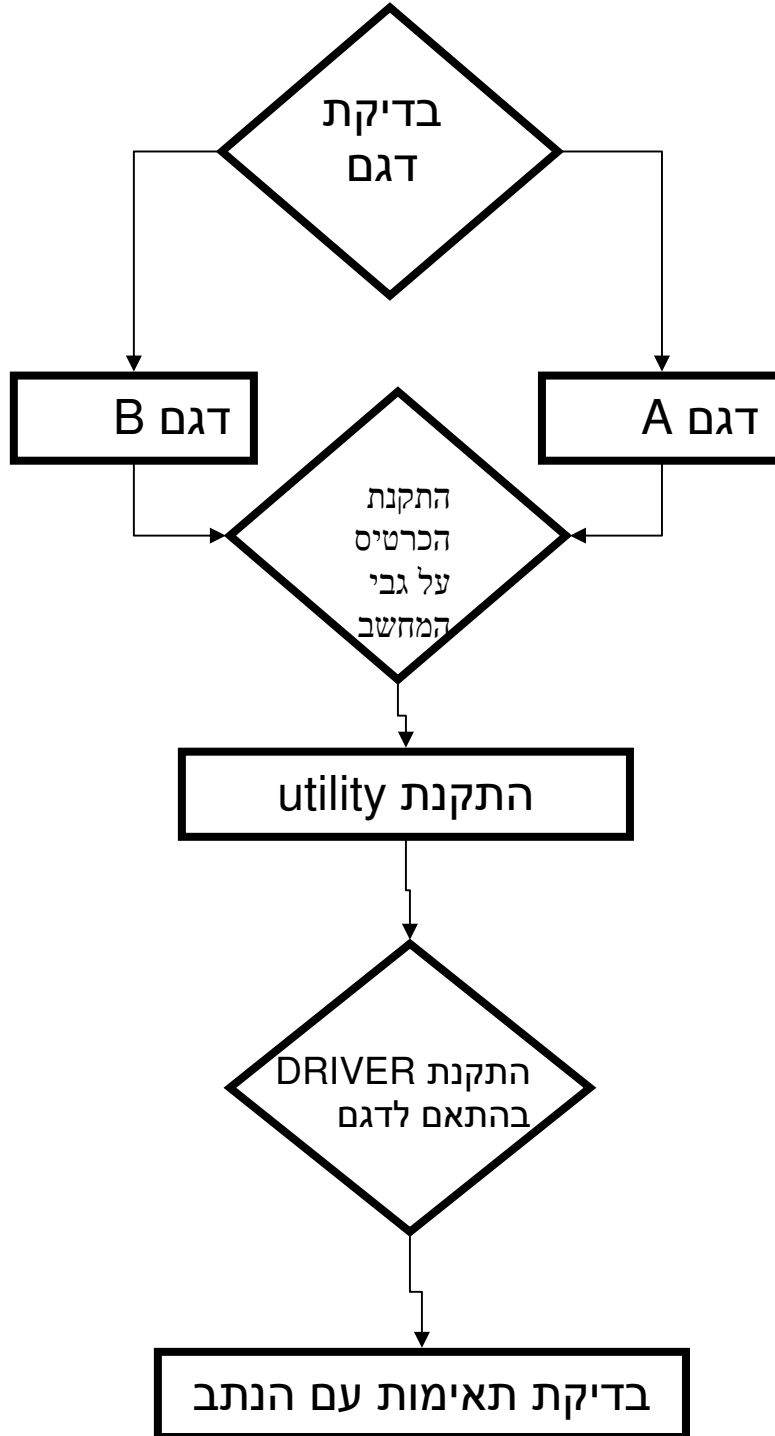 בדיקת
דגם
דגם A
דגם B
התקנת
הכרטיס
על גבי
המחשב
התקנת utility
התקנת DRIVER
בהתאם לדגם
בדיקת תאימות עם הנתב